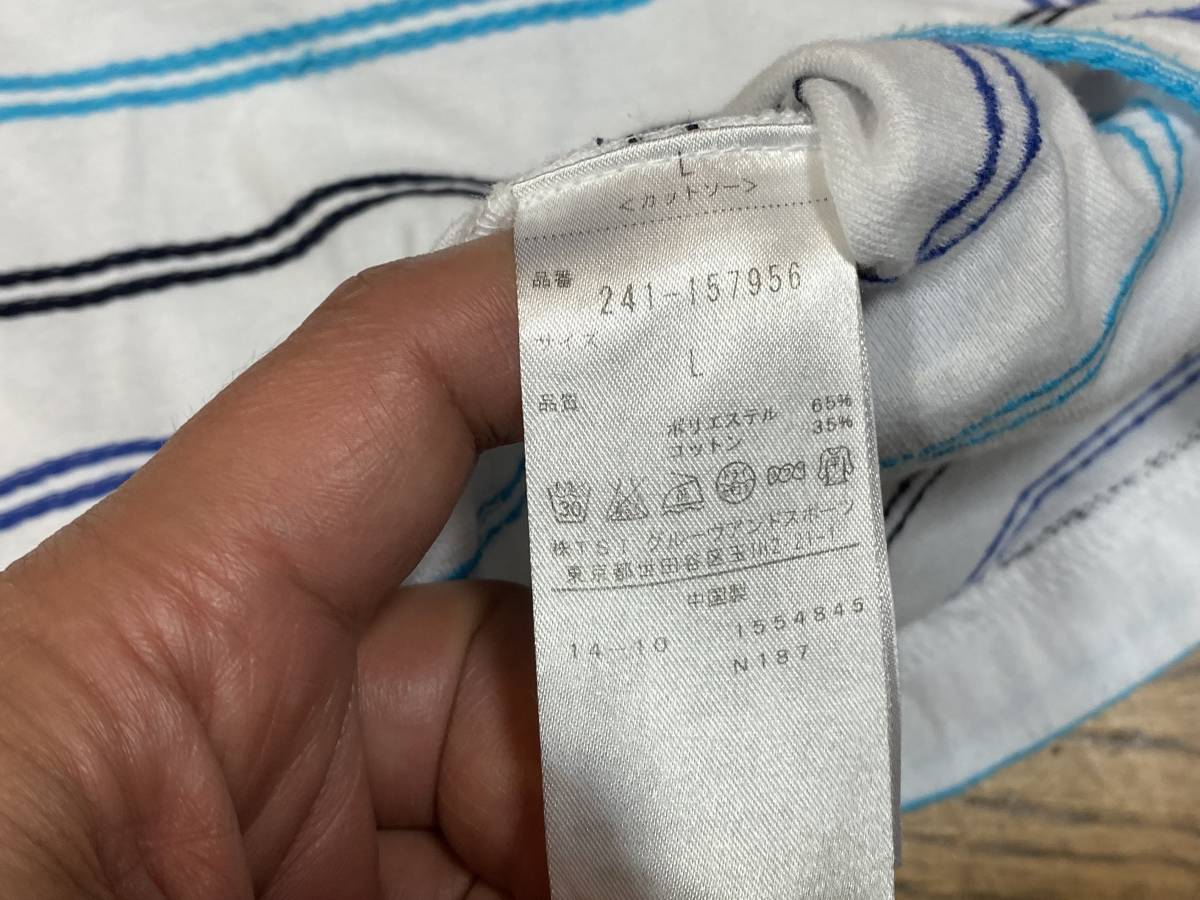 L
<カットソー>
品番
241-157956
サイズ
L
品質
ポリエステル 65%
コットン 35%
30
株TSI グルーヴアンドスポーツ
東京都世田谷区玉川2-21-1
中国製
14-10 1554845
N187